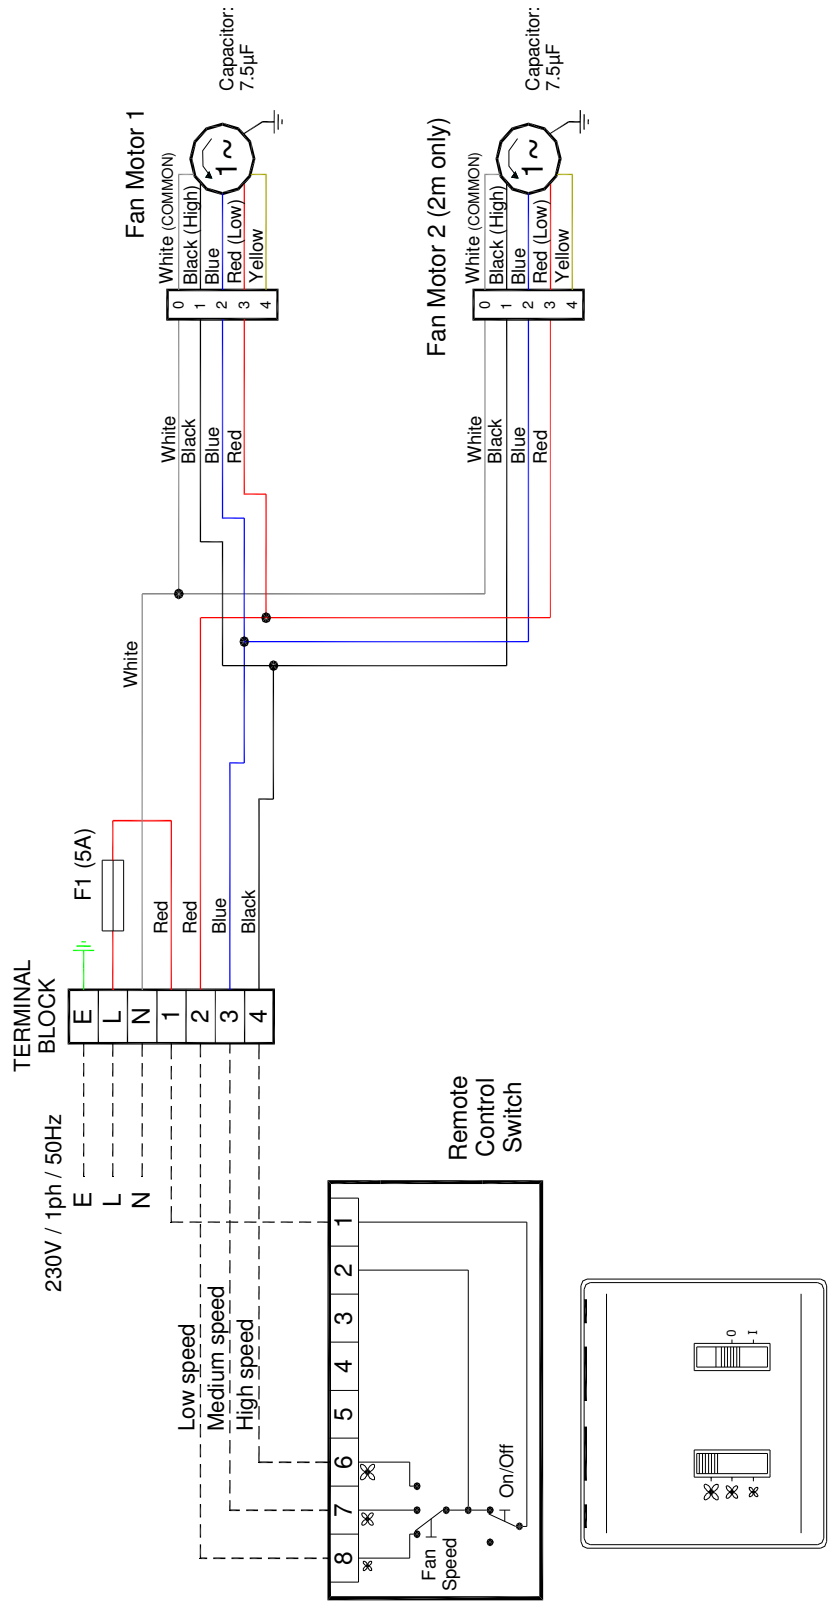 Fan Motor 1
Capacitor:
7.5µF
White (COMMON)
Black (High)
Blue
Red (Low)
Yellow
0
1
2
3
4
White
Black
Blue
Red
Fan Motor 2 (2m only)
Capacitor:
7.5µF
White (COMMON)
Black (High)
Blue
Red (Low)
Yellow
0
1
2
3
4
White
Black
Blue
Red
1~
1~
White
F1 (5A)
Red
Red
Blue
Black
TERMINAL
BLOCK
E
L
N
1
2
3
4
230V / 1ph / 50Hz
E
L
N
Low speed
Medium speed
High speed
Remote
Control
Switch
1
2
3
4
5
6
7
8
Fan
Speed
On/Off
O
I